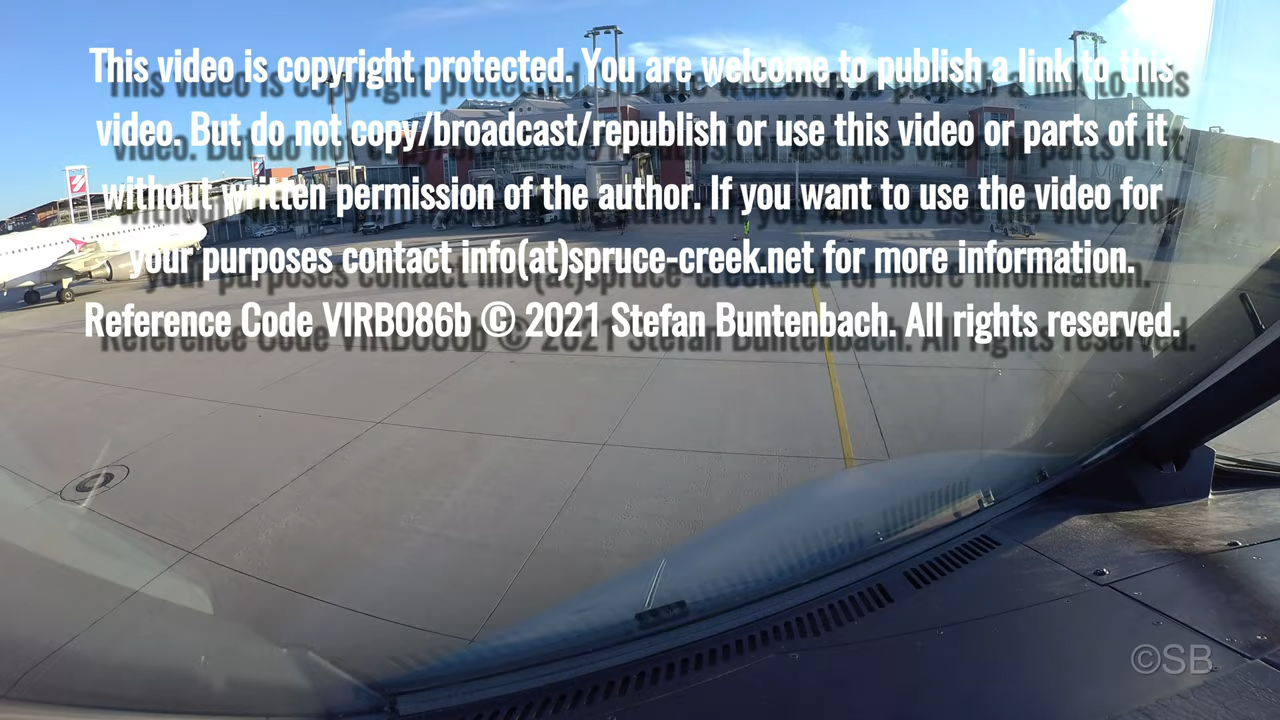 This video is copyright protected. You are welcome to publish a link to this
video. But do not copy/broadcast/republish or use this video or parts of it
without written permission of the author. If you want to use the video for
your purposes contact info(at)spruce-creek.net for more information.
Reference Code VIRB086b © 2021 Stefan Buntenbach. All rights reserved.
©SB